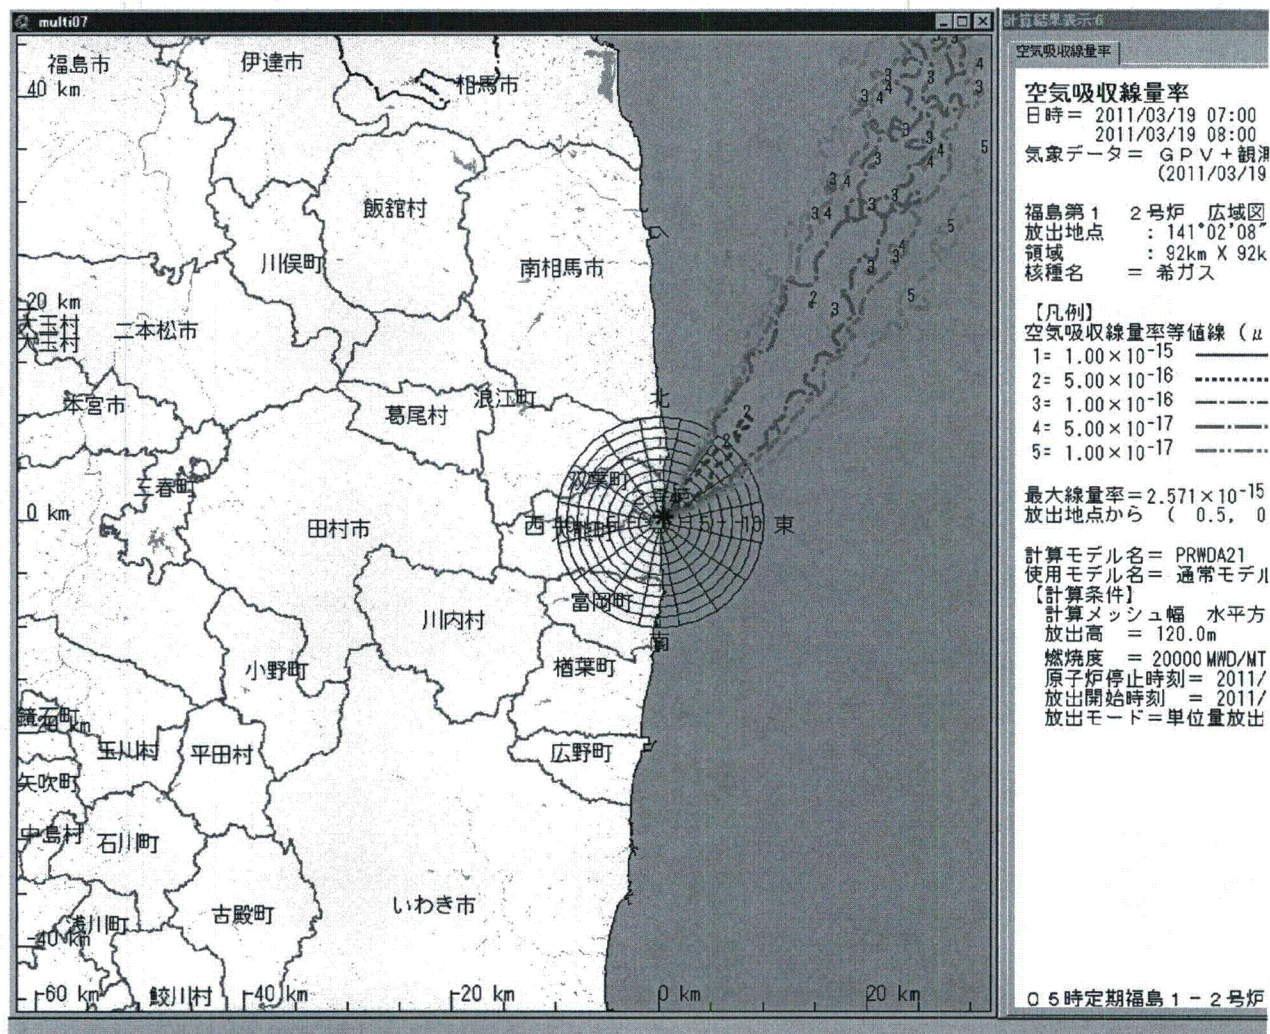 multi07
福島市
伊達市
相馬市
40 km
飯舘村
川俣町
南相馬市
20 km
大玉村
大玉村
二本松市
本宮市
浪江町
北
葛尾村
三春町
双葉町
0 km
田村市
西
大熊町
東
富岡町
川内村
南
小野町
楢葉町
鏡石町
玉川村
平田村
広野町
矢吹町
中島村
石川町
いわき市
古殿町
浅川町
-40 km
鮫川村
-60 km
-40 km
-20 km
0 km
20 km
計算結果表示-6
空気吸収線量率
空気吸収線量率
日時= 2011/03/19 07:00
2011/03/19 08:00
気象データ= GPV+観測
(2011/03/19
福島第1 2号炉 広域図
放出地点 : 141°02'08"
領域 : 92km X 92k
核種名 = 希ガス
【凡例】
空気吸収線量率等値線 (μ
1= 1.00×10-15
2= 5.00×10-16
3= 1.00×10-16
4= 5.00×10-17
5= 1.00×10-17
最大線量率=2.571×10-15
放出地点から ( 0.5, 0
計算モデル名= PRWDA21
使用モデル名= 通常モデル
【計算条件】
計算メッシュ幅 水平方
放出高 = 120.0m
燃焼度 = 20000MWD/MT
原子炉停止時刻= 2011/
放出開始時刻 = 2011/
放出モード=単位量放出
05時定期福島1-2号炉